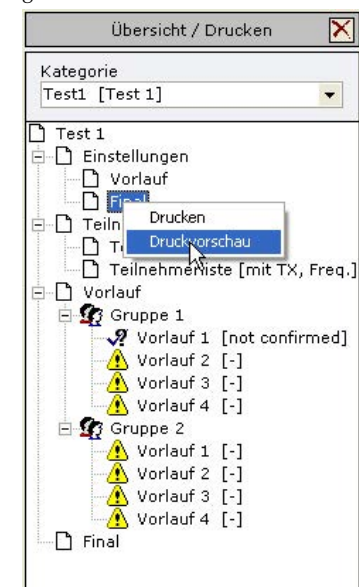 Übersicht / Drucken
Kategorie
Test1 [Test 1]
Test 1
Einstellungen
Vorlauf
Final
Drucken
Druckvorschau
Teilnehmerliste [mit TX, Freq.]
Vorlauf
Gruppe 1
Vorlauf 1 [not confirmed]
Vorlauf 2 [-]
Vorlauf 3 [-]
Vorlauf 4 [-]
Gruppe 2
Vorlauf 1 [-]
Vorlauf 2 [-]
Vorlauf 3 [-]
Vorlauf 4 [-]
Final